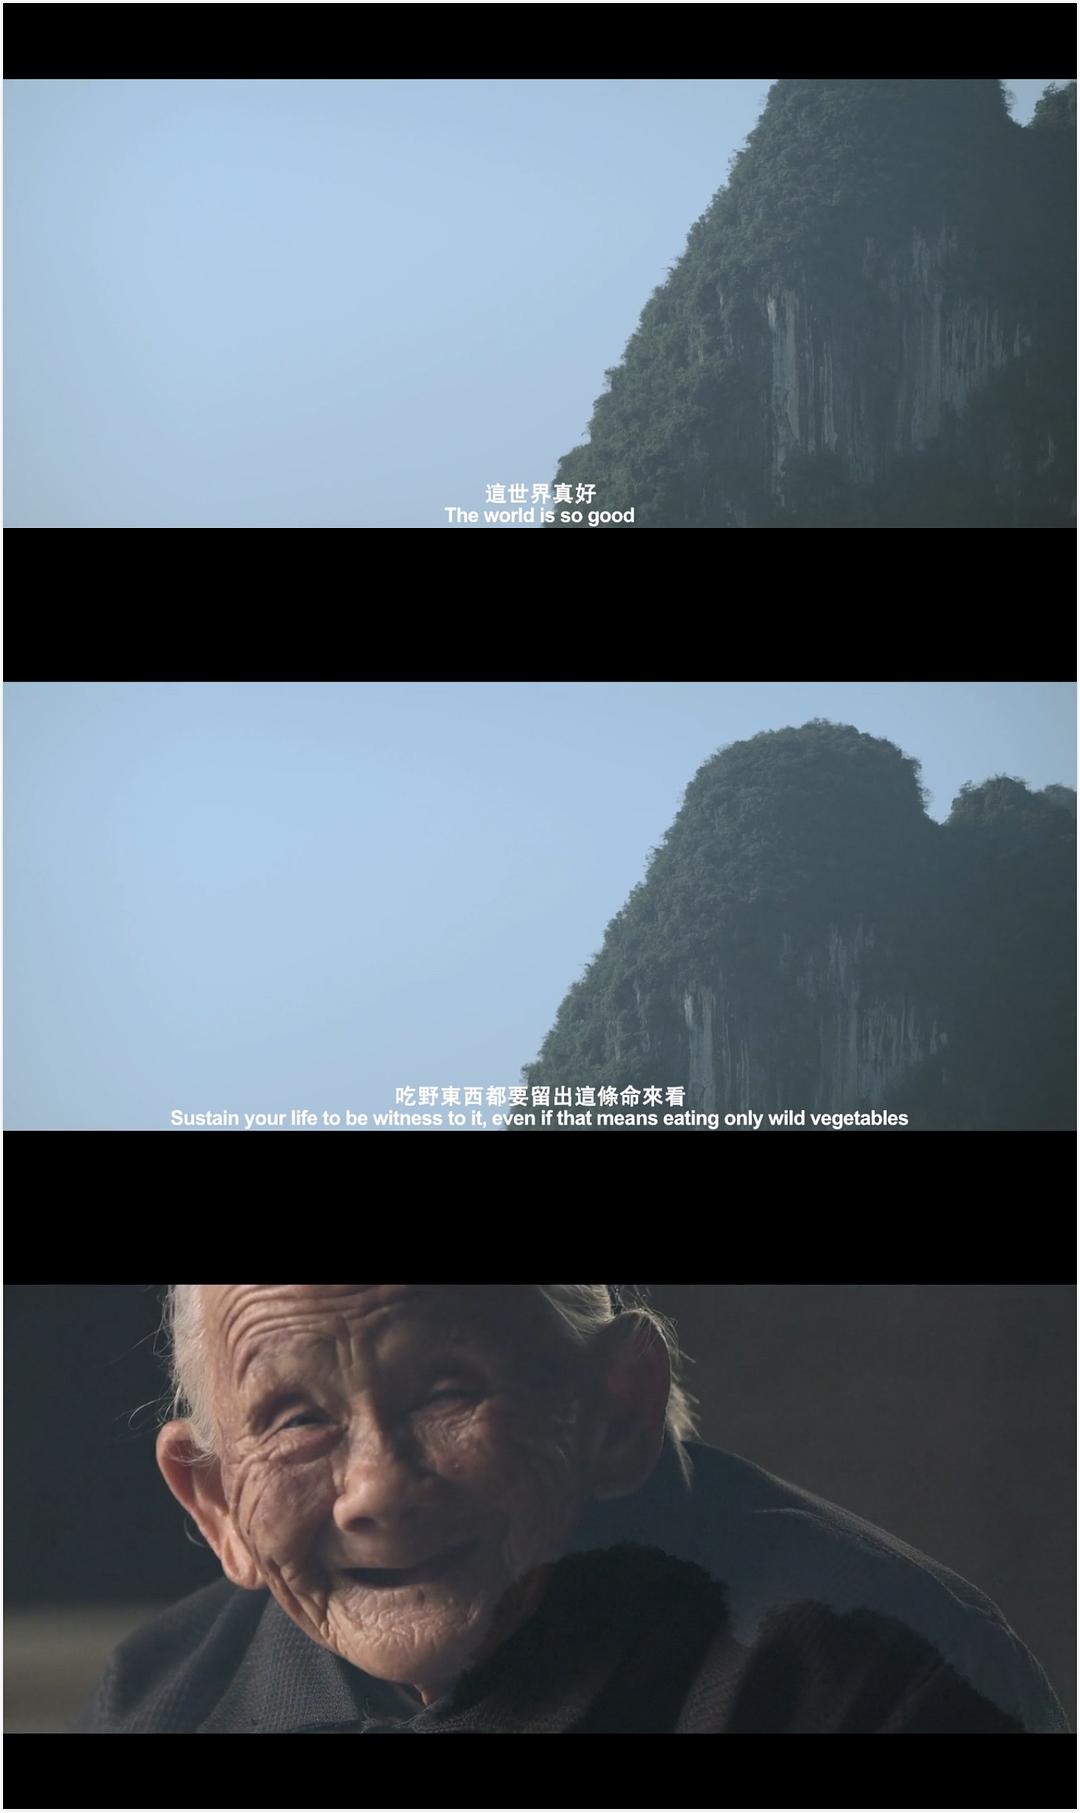 這世界真好
The world is so good
吃野東西都要留出這條命來看
Sustain your life to be witness to it, even if that means eating only wild vegetables